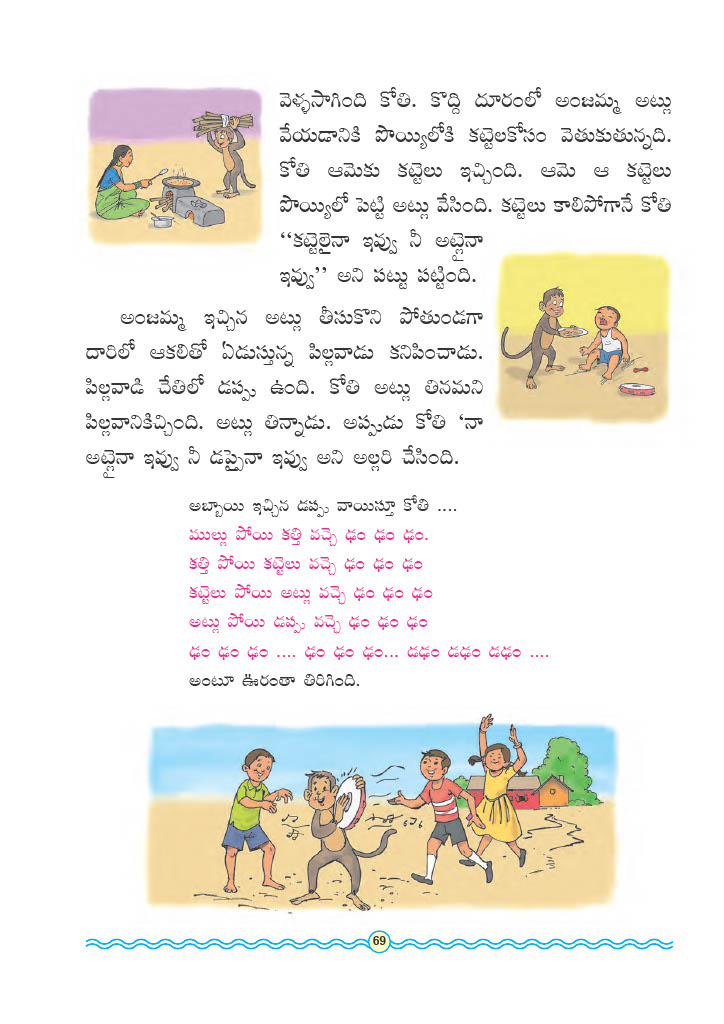 వెళ్ళసాగింది కోతి. కొద్ది దూరంలో అంజమ్మ అట్లు
వేయడానికి పొయ్యిలోకి కట్టెలకోసం వెతుకుతున్నది.
కోతి ఆమెకు కట్టెలు ఇచ్చింది. ఆమె ఆ కట్టెలు
పొయ్యిలో పెట్టి అట్లు వేసింది. కట్టెలు కాలిపోగానే కోతి
‘‘కట్టెలైనా ఇవ్వు నీ అట్లైనా
ఇవ్వు’’ అని పట్టు పట్టింది.
అంజమ్మ ఇచ్చిన అట్లు తీసుకొని పోతుండగా
దారిలో ఆకలితో ఏడుస్తున్న పిల్లవాడు కనిపించాడు.
పిల్లవాడి చేతిలో డప్పు ఉంది. కోతి అట్లు తినమని
పిల్లవానికిచ్చింది. అట్లు తిన్నాడు. అప్పుడు కోతి ‘నా
అట్లైనా ఇవ్వు నీ డప్పైనా ఇవ్వు అని అల్లరి చేసింది.
అబ్బాయి ఇచ్చిన డప్పు వాయిస్తూ కోతి ....
ముల్లు పోయి కత్తి వచ్చె ఢం ఢం ఢం.
కత్తి పోయి కట్టెలు వచ్చె ఢం ఢం ఢం
కట్టెలు పోయి అట్లు వచ్చె ఢం ఢం ఢం
అట్లు పోయి డప్పు వచ్చె ఢం ఢం ఢం
ఢం ఢం ఢం .... ఢం ఢం ఢం... డఢం డఢం డఢం ....
అంటూ ఊరంతా తిరిగింది.
69